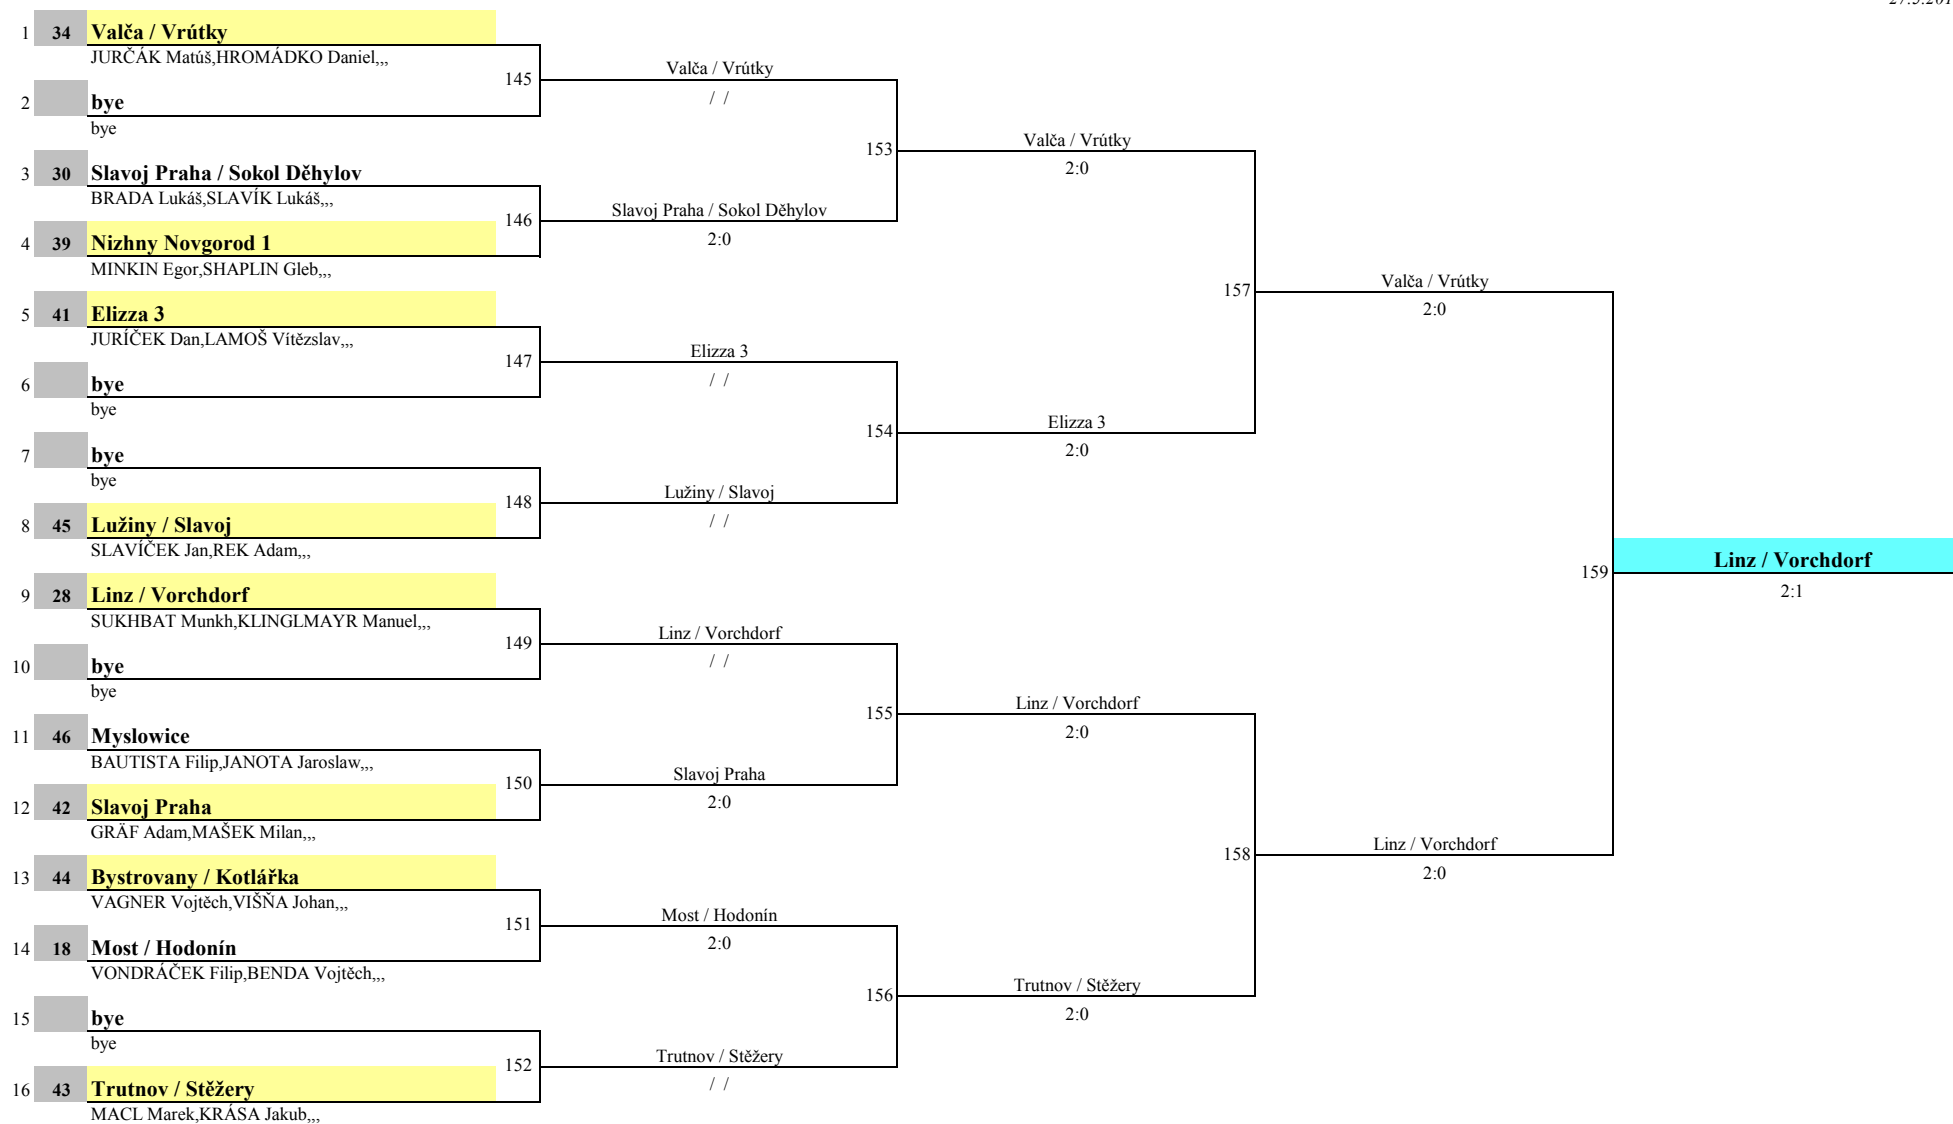 27.5.201
1 34 Valča / Vrútky
JURČÁK Matúš,HROMÁDKO Daniel,,,
145
Valča / Vrútky
/ /
2 bye
bye
153
Valča / Vrútky
2:0
3 30 Slavoj Praha / Sokol Děhylov
BRADA Lukáš,SLAVÍK Lukáš,,,
146
Slavoj Praha / Sokol Děhylov
2:0
4 39 Nizhny Novgorod 1
MINKIN Egor,SHAPLIN Gleb,,,
157
Valča / Vrútky
2:0
5 41 Elizza 3
JURÍČEK Dan,LAMOŠ Vítězslav,,,
147
Elizza 3
/ /
6 bye
bye
154
Elizza 3
2:0
7 bye
bye
148
Lužiny / Slavoj
/ /
8 45 Lužiny / Slavoj
SLAVÍČEK Jan,REK Adam,,,
159
Linz / Vorchdorf
2:1
9 28 Linz / Vorchdorf
SUKHBAT Munkh,KLINGLMAYR Manuel,,,
149
Linz / Vorchdorf
/ /
10 bye
bye
155
Linz / Vorchdorf
2:0
11 46 Myslowice
BAUTISTA Filip,JANOTA Jaroslaw,,,
150
Slavoj Praha
2:0
12 42 Slavoj Praha
GRÄF Adam,MAŠEK Milan,,,
158
Linz / Vorchdorf
2:0
13 44 Bystrovany / Kotlářka
VAGNER Vojtěch,VIŠŇA Johan,,,
151
Most / Hodonín
2:0
14 18 Most / Hodonín
VONDRÁČEK Filip,BENDA Vojtěch,,,
156
Trutnov / Stěžery
2:0
15 bye
bye
152
Trutnov / Stěžery
/ /
16 43 Trutnov / Stěžery
MACL Marek,KRÁSA Jakub,,,